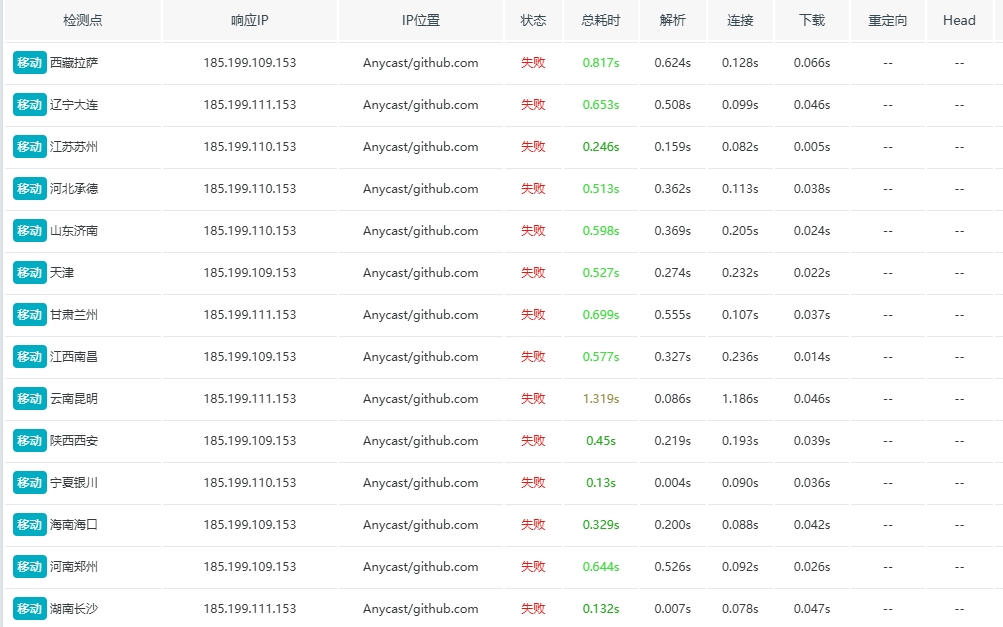 检测点 响应IP IP位置 状态 总耗时 解析 连接 下载 重定向 Head
移动 西藏拉萨 185.199.109.153 Anycast/github.com 失败 0.817s 0.624s 0.128s 0.066s -- --
移动 辽宁大连 185.199.111.153 Anycast/github.com 失败 0.653s 0.508s 0.099s 0.046s -- --
移动 江苏苏州 185.199.110.153 Anycast/github.com 失败 0.246s 0.159s 0.082s 0.005s -- --
移动 河北承德 185.199.110.153 Anycast/github.com 失败 0.513s 0.362s 0.113s 0.038s -- --
移动 山东济南 185.199.110.153 Anycast/github.com 失败 0.598s 0.369s 0.205s 0.024s -- --
移动 天津 185.199.109.153 Anycast/github.com 失败 0.527s 0.274s 0.232s 0.022s -- --
移动 甘肃兰州 185.199.111.153 Anycast/github.com 失败 0.699s 0.555s 0.107s 0.037s -- --
移动 江西南昌 185.199.109.153 Anycast/github.com 失败 0.577s 0.327s 0.236s 0.014s -- --
移动 云南昆明 185.199.111.153 Anycast/github.com 失败 1.319s 0.086s 1.186s 0.046s -- --
移动 陕西西安 185.199.109.153 Anycast/github.com 失败 0.45s 0.219s 0.193s 0.039s -- --
移动 宁夏银川 185.199.110.153 Anycast/github.com 失败 0.13s 0.004s 0.090s 0.036s -- --
移动 海南海口 185.199.109.153 Anycast/github.com 失败 0.329s 0.200s 0.088s 0.042s -- --
移动 河南郑州 185.199.109.153 Anycast/github.com 失败 0.644s 0.526s 0.092s 0.026s -- --
移动 湖南长沙 185.199.111.153 Anycast/github.com 失败 0.132s 0.007s 0.078s 0.047s -- --